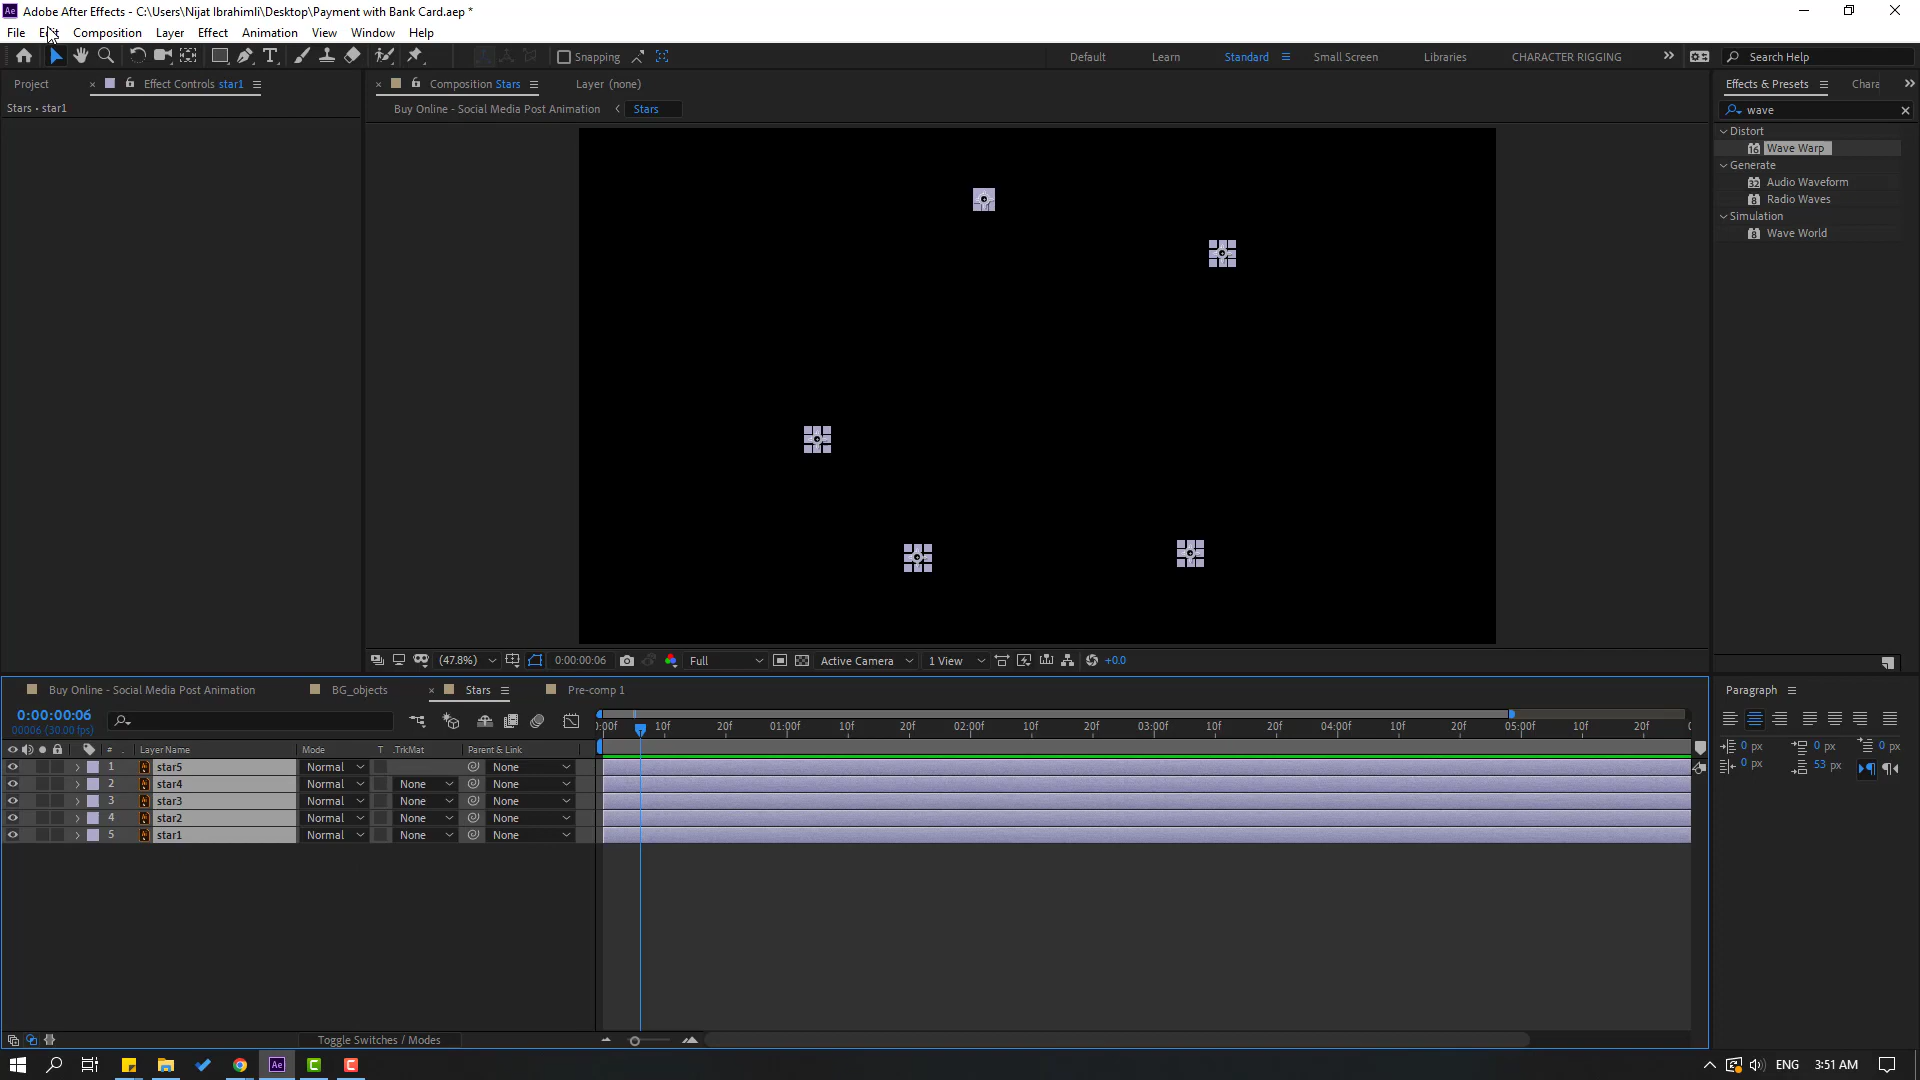 Adobe After Effects - C:\Users\Nijat Ibrahimli\Desktop\Payment with Bank Card.aep *
File Composition Layer Effect Animation View Window Help
Snapping Default Learn Standard Small Screen Libraries CHARACTER RIGGING Search Help
Project Effect Controls star1 Composition Stars Layer (none) Effects & Presets
Stars • star1 Buy Online - Social Media Post Animation Stars wave
Distort
16 Wave Warp
Generate
32 Audio Waveform
8 Radio Waves
Simulation
8 Wave World
(47.8%) 0:00:00:06 Full Active Camera 1 View +0.0
Buy Online - Social Media Post Animation BG_objects Stars Pre-comp 1 Paragraph
0:00:00:06
00006 (30.00 fps)
:00f 10f 20f 01:00f 10f 20f 02:00f 10f 20f 03:00f 10f 20f 04:00f 10f 20f 05:00f 10f 20f
# Layer Name Mode T .TrkMat Parent & Link
1 star5 Normal None
2 star4 Normal None None
3 star3 Normal None None
4 star2 Normal None None
5 star1 Normal None None
0 px 0 px 0 px
0 px 53 px
Toggle Switches / Modes
Ae ENG 3:51 AM